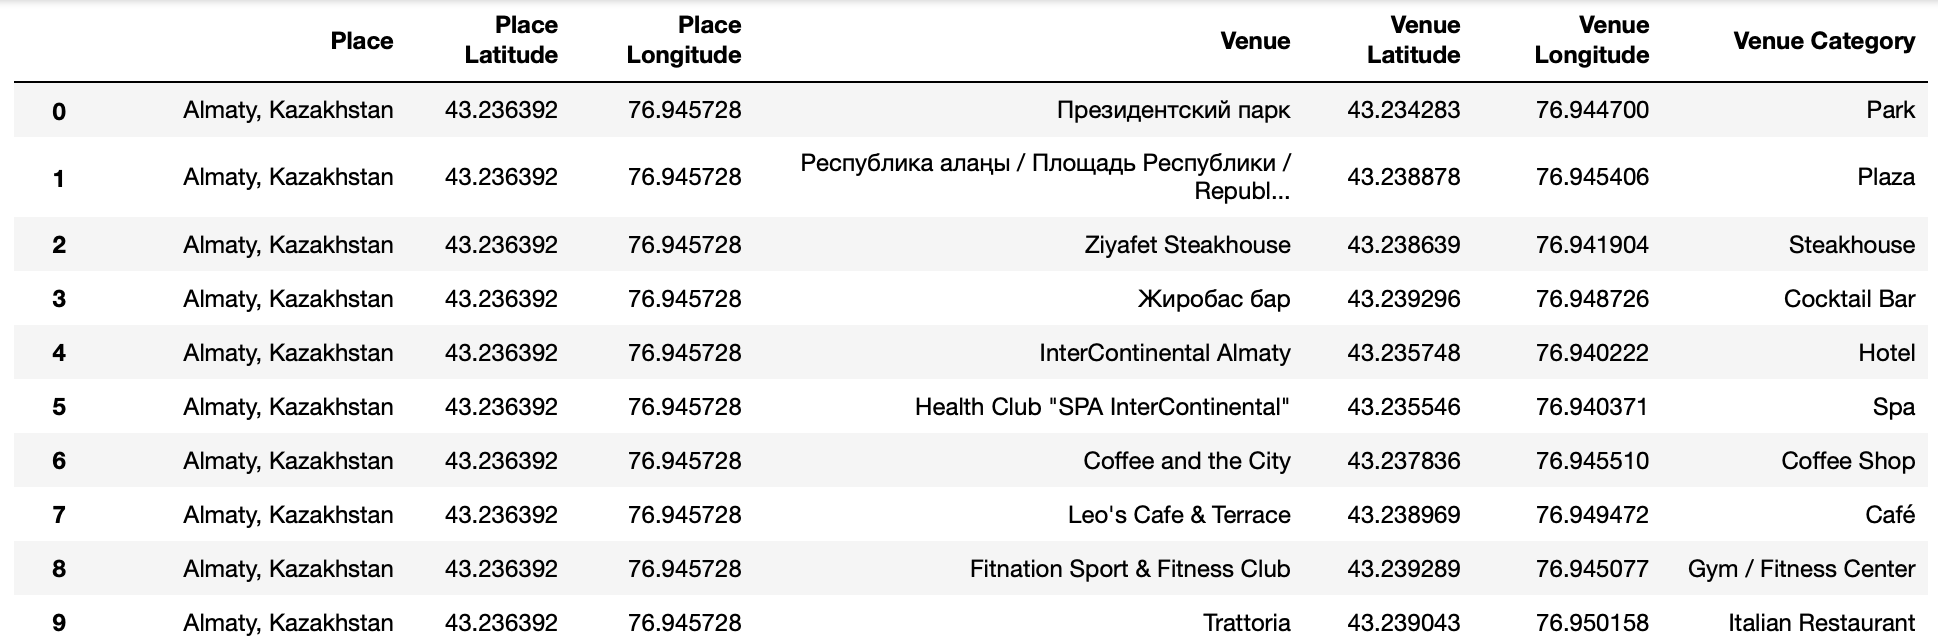 Place Place Latitude Place Longitude Venue Venue Latitude Venue Longitude Venue Category
0 Almaty, Kazakhstan 43.236392 76.945728 Президентский парк 43.234283 76.944700 Park
1 Almaty, Kazakhstan 43.236392 76.945728 Республика алаңы / Площадь Республики / Republ... 43.238878 76.945406 Plaza
2 Almaty, Kazakhstan 43.236392 76.945728 Ziyafet Steakhouse 43.238639 76.941904 Steakhouse
3 Almaty, Kazakhstan 43.236392 76.945728 Жиробас бар 43.239296 76.948726 Cocktail Bar
4 Almaty, Kazakhstan 43.236392 76.945728 InterContinental Almaty 43.235748 76.940222 Hotel
5 Almaty, Kazakhstan 43.236392 76.945728 Health Club "SPA InterContinental" 43.235546 76.940371 Spa
6 Almaty, Kazakhstan 43.236392 76.945728 Coffee and the City 43.237836 76.945510 Coffee Shop
7 Almaty, Kazakhstan 43.236392 76.945728 Leo's Cafe & Terrace 43.238969 76.949472 Café
8 Almaty, Kazakhstan 43.236392 76.945728 Fitnation Sport & Fitness Club 43.239289 76.945077 Gym / Fitness Center
9 Almaty, Kazakhstan 43.236392 76.945728 Trattoria 43.239043 76.950158 Italian Restaurant